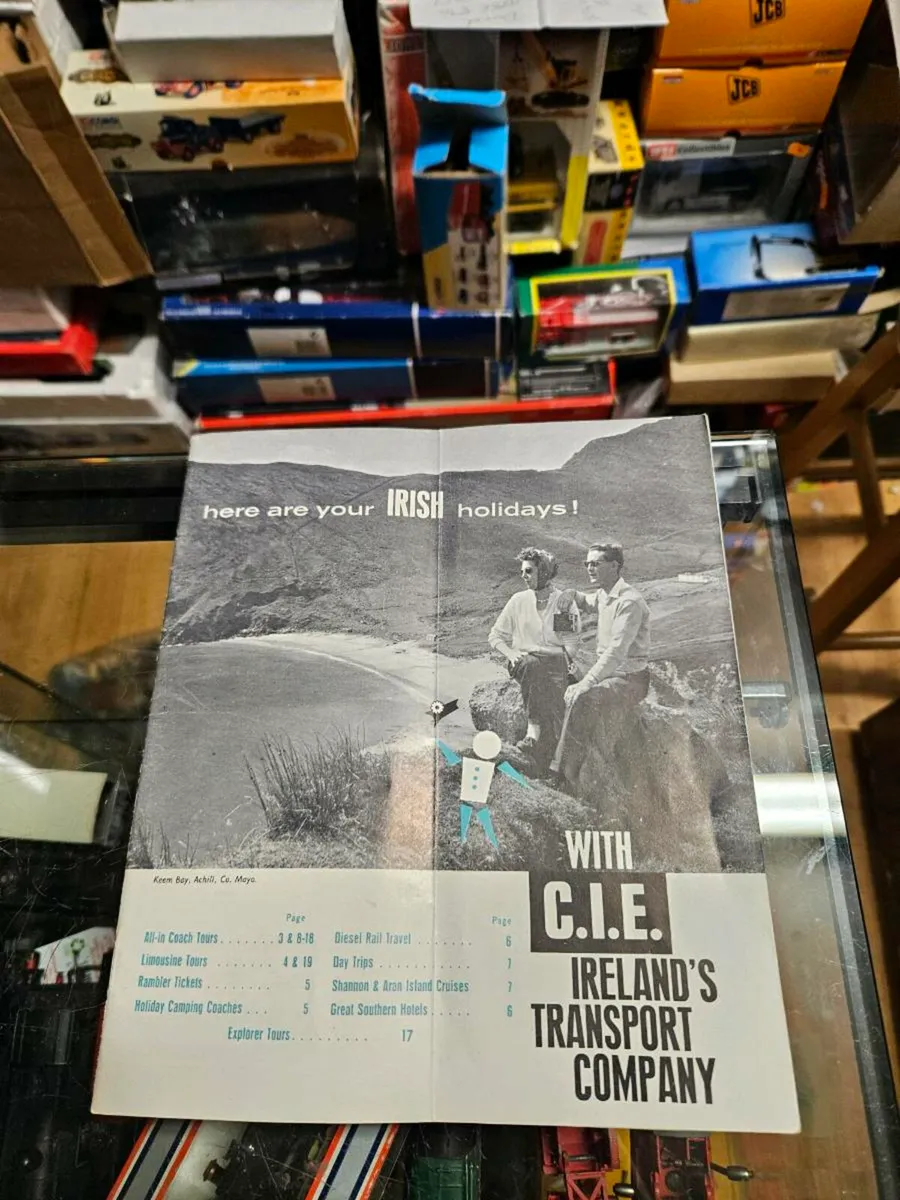 JCB
JCB
Collectibles
here are your IRISH holidays!
WITH
C.I.E.
IRELAND'S
TRANSPORT
COMPANY
Keem Bay, Achill, Co. Mayo.
Page
All-in Coach Tours . . . . . . . 3 & 8-16
Limousine Tours . . . . . . . . 4 & 19
Rambler Tickets . . . . . . . . 5
Holiday Camping Coaches . . . 5
Page
Diesel Rail Travel . . . . . . . 6
Day Trips . . . . . . . . . . . 7
Shannon & Aran Island Cruises 7
Great Southern Hotels . . . . . 6
Explorer Tours . . . . . . . . . 17